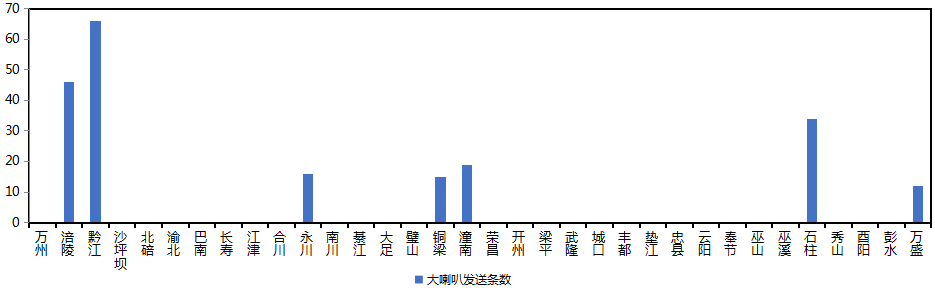 70
60
50
40
30
20
10
0
万州
涪陵
黔江
沙坪坝
北碚
渝北
巴南
长寿
江津
合川
永川
南川
綦江
大足
璧山
铜梁
潼南
荣昌
开州
梁平
武隆
城口
丰都
垫江
忠县
云阳
奉节
巫山
巫溪
石柱
秀山
酉阳
彭水
万盛
大喇叭发送条数